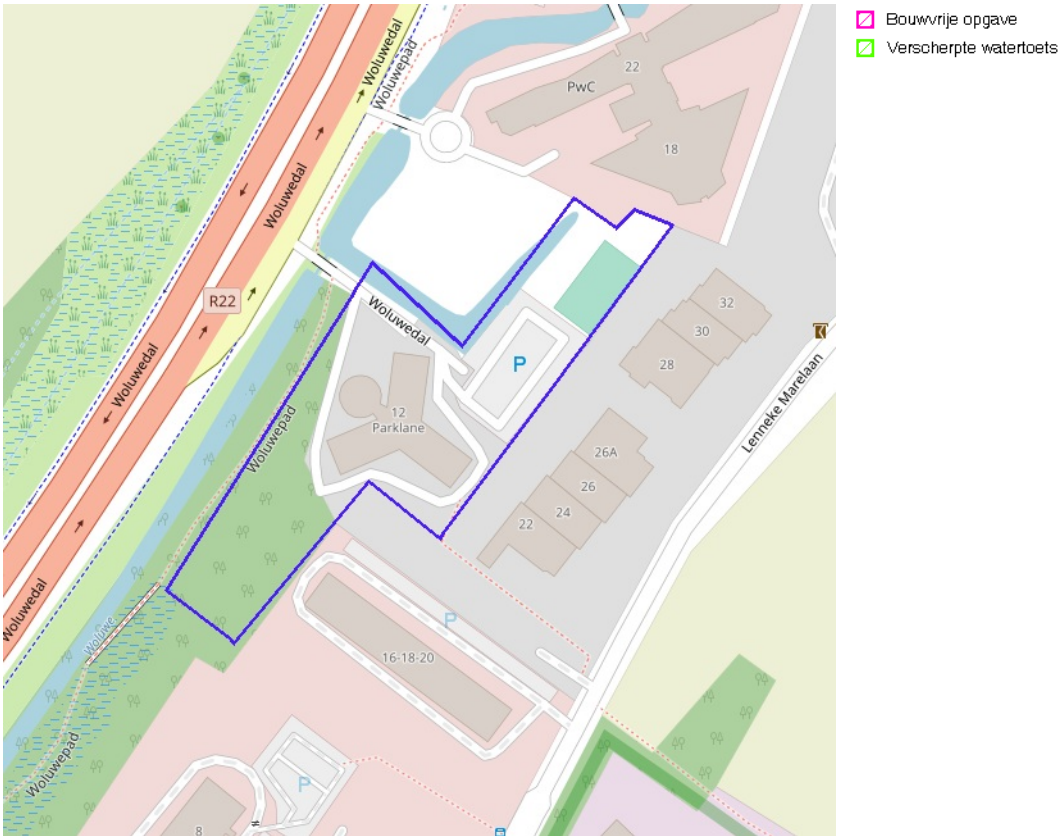 Bouwvrije opgave
Verscherpte watertoets
Woluwedal
Woluwepad
22
PwC
18
Woluwedal
R22
Woluwedal
32
30
28
P
Woluwedal
12
Parklane
Lenneke Marelaan
Woluwepad
26A
26
24
22
Woluwedal
Woluwe
P
16-18-20
Woluwepad
P
8